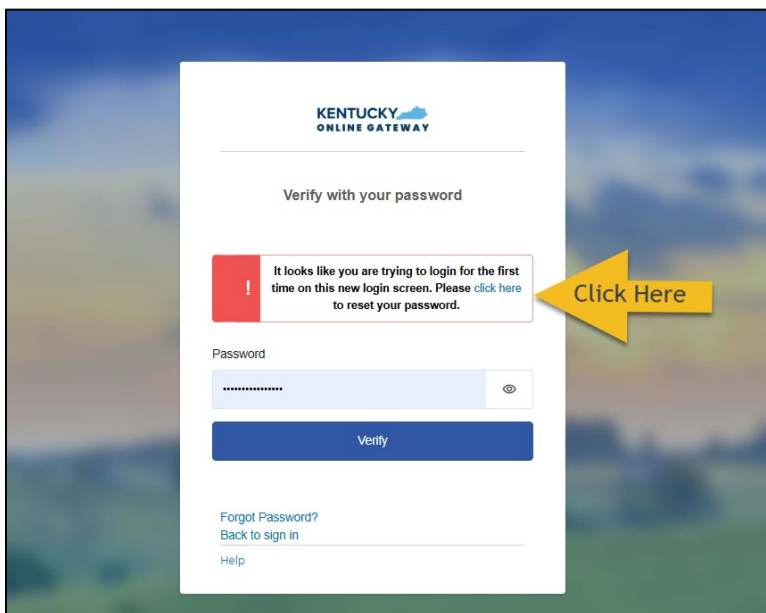 KENTUCKY
ONLINE GATEWAY
Verify with your password
!
It looks like you are trying to login for the first
time on this new login screen. Please click here
to reset your password.
Click Here
Password
••••••••••••••••
Verify
Forgot Password?
Back to sign in
Help